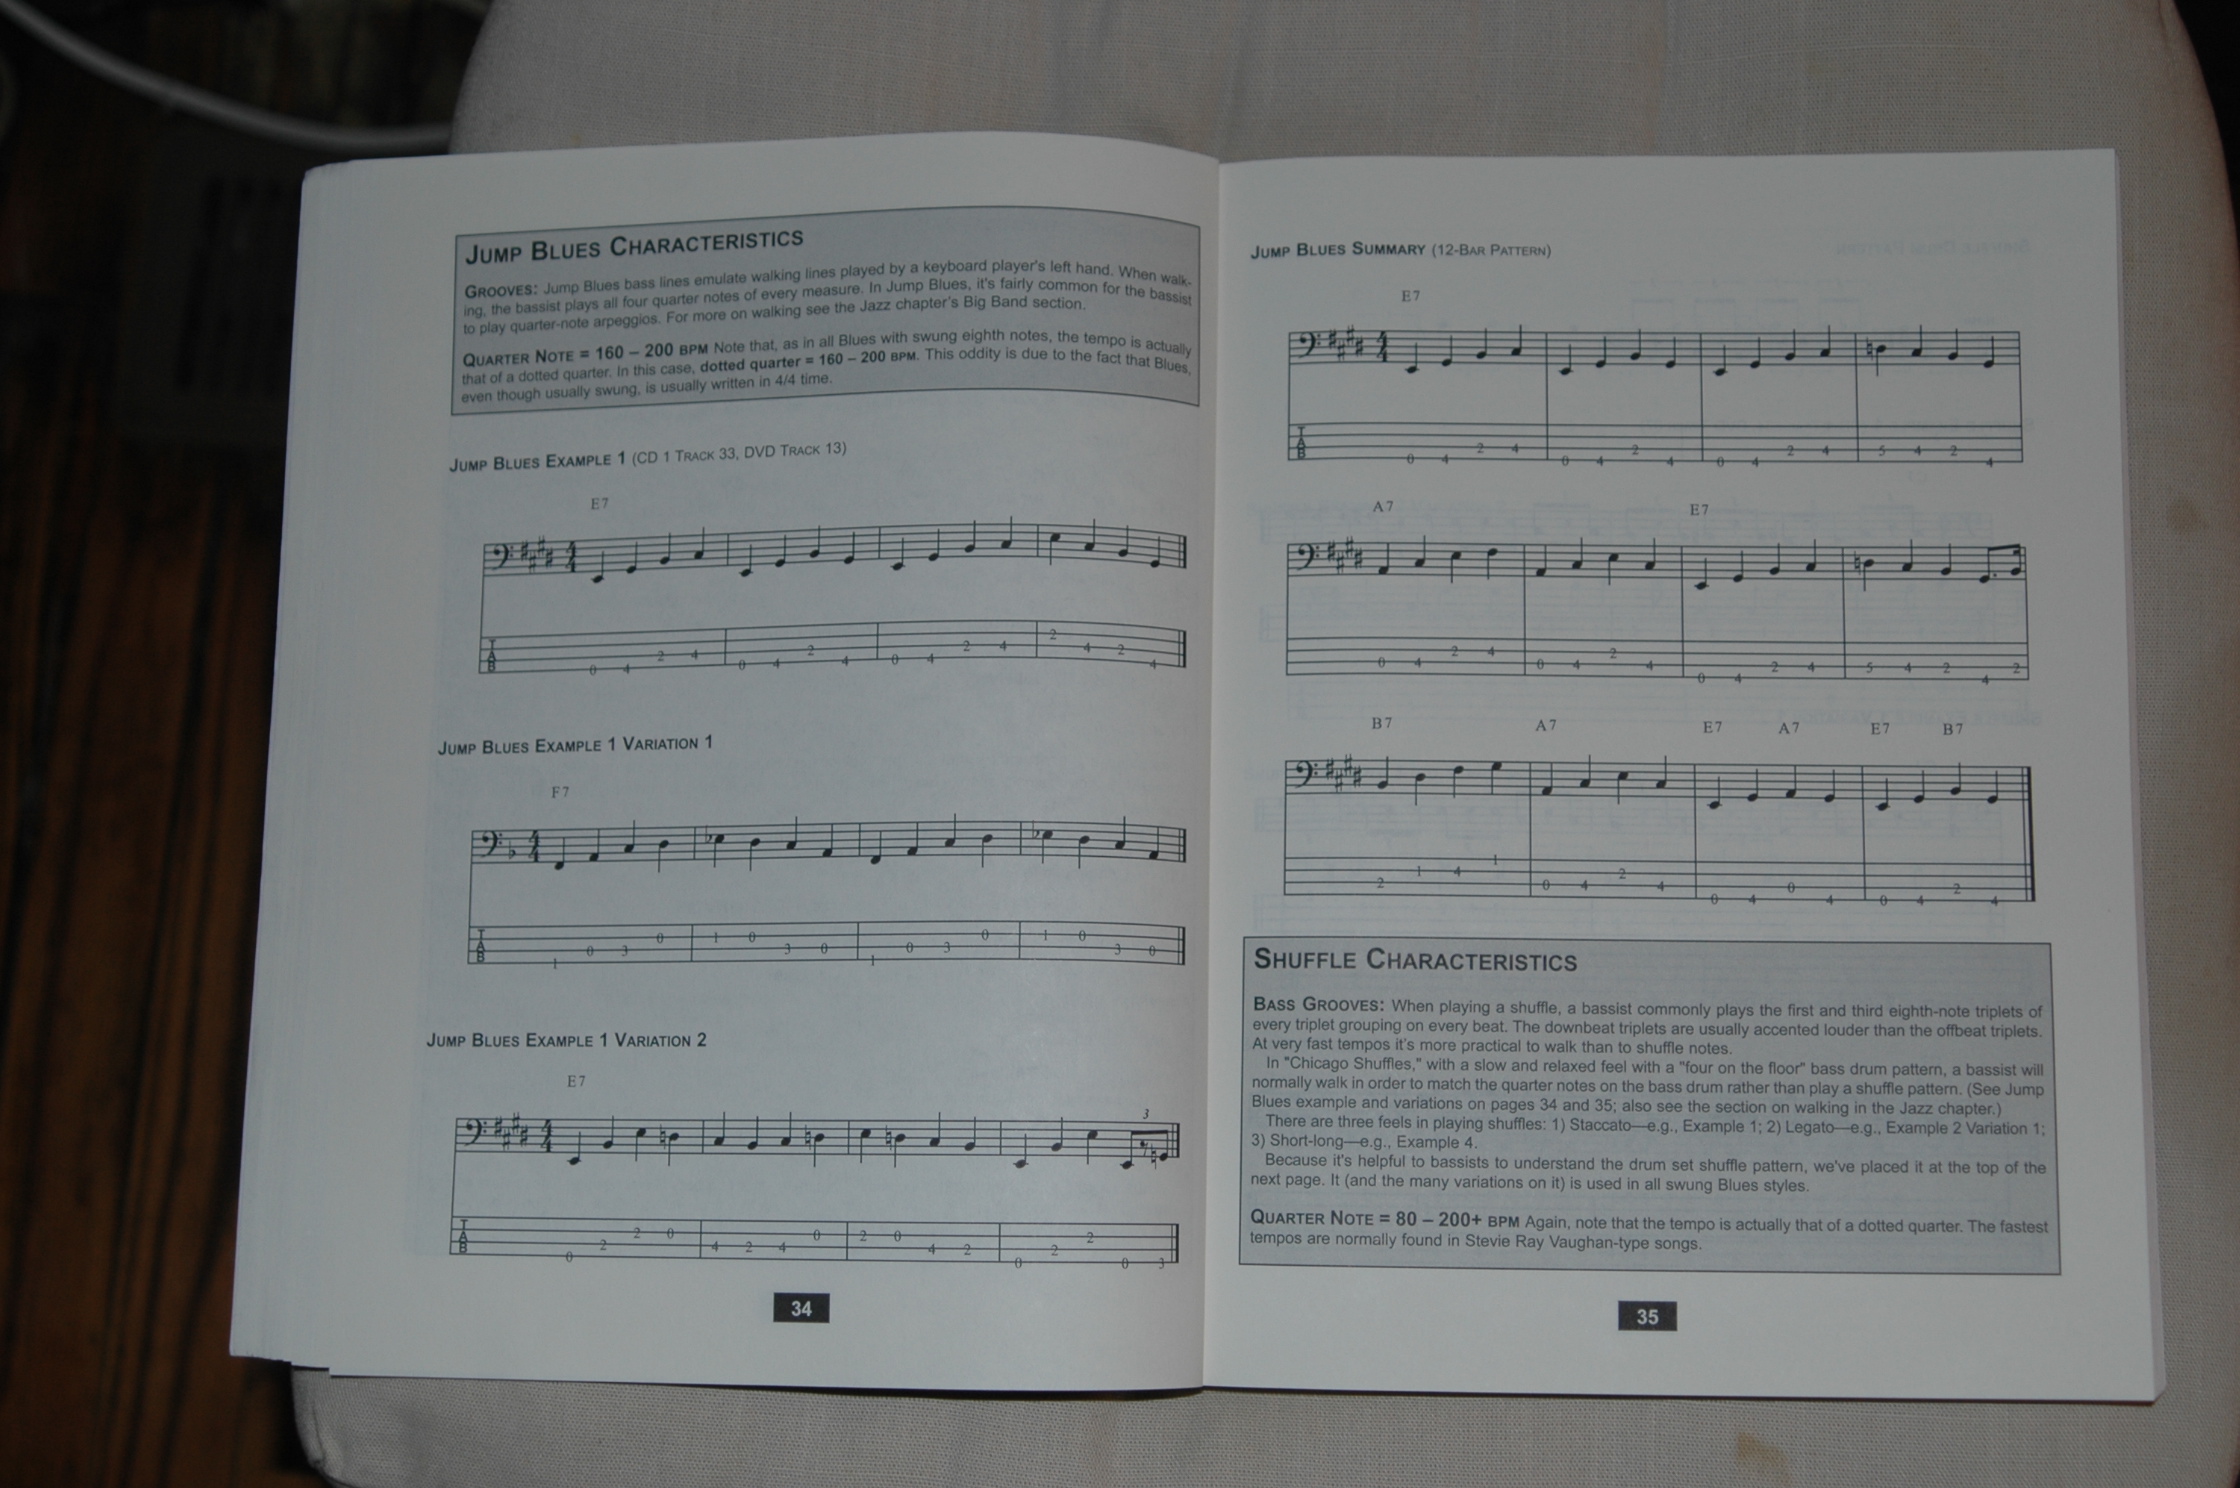 JUMP BLUES CHARACTERISTICS
GROOVES: Jump Blues bass lines emulate walking lines played by a keyboard player's left hand. When walk-
ing, the bassist plays all four quarter notes of every measure. In Jump Blues, it's fairly common for the bassist
to play quarter-note arpeggios. For more on walking see the Jazz chapter's Big Band section.
QUARTER NOTE = 160 – 200 BPM Note that, as in all Blues with swung eighth notes, the tempo is actually
that of a dotted quarter. In this case, dotted quarter = 160 – 200 BPM. This oddity is due to the fact that Blues,
even though usually swung, is usually written in 4/4 time.
JUMP BLUES EXAMPLE 1 (CD 1 TRACK 33, DVD TRACK 13)
E7
4
4
T
A
B
0 4 2 4 0 4 2 4 0 4 2 4 2 4 2 4
JUMP BLUES EXAMPLE 1 VARIATION 1
F7
4
4
T
A
B
1 0 3 0 1 0 3 0 1 0 3 0 1 0 3 0
JUMP BLUES EXAMPLE 1 VARIATION 2
E7
3
4
4
T
A
B
0 2 2 0 4 2 4 0 2 0 4 2 0 2 2 0 3
34
JUMP BLUES SUMMARY (12-BAR PATTERN)
E7
4
4
T
A
B
0 4 2 4 0 4 2 4 0 4 2 4 5 4 2 4
A7 E7
0 4 2 4 0 4 2 4 0 4 2 4 5 4 2 4 2
B7 A7 E7 A7 E7 B7
2 1 4 1 0 4 2 4 0 4 0 4 0 4 2 4
SHUFFLE CHARACTERISTICS
BASS GROOVES: When playing a shuffle, a bassist commonly plays the first and third eighth-note triplets of
every triplet grouping on every beat. The downbeat triplets are usually accented louder than the offbeat triplets.
At very fast tempos it's more practical to walk than to shuffle notes.
In "Chicago Shuffles," with a slow and relaxed feel with a "four on the floor" bass drum pattern, a bassist will
normally walk in order to match the quarter notes on the bass drum rather than play a shuffle pattern. (See Jump
Blues example and variations on pages 34 and 35; also see the section on walking in the Jazz chapter.)
There are three feels in playing shuffles: 1) Staccato—e.g., Example 1; 2) Legato—e.g., Example 2 Variation 1;
3) Short-long—e.g., Example 4.
Because it's helpful to bassists to understand the drum set shuffle pattern, we've placed it at the top of the
next page. It (and the many variations on it) is used in all swung Blues styles.
QUARTER NOTE = 80 – 200+ BPM Again, note that the tempo is actually that of a dotted quarter. The fastest
tempos are normally found in Stevie Ray Vaughan-type songs.
35